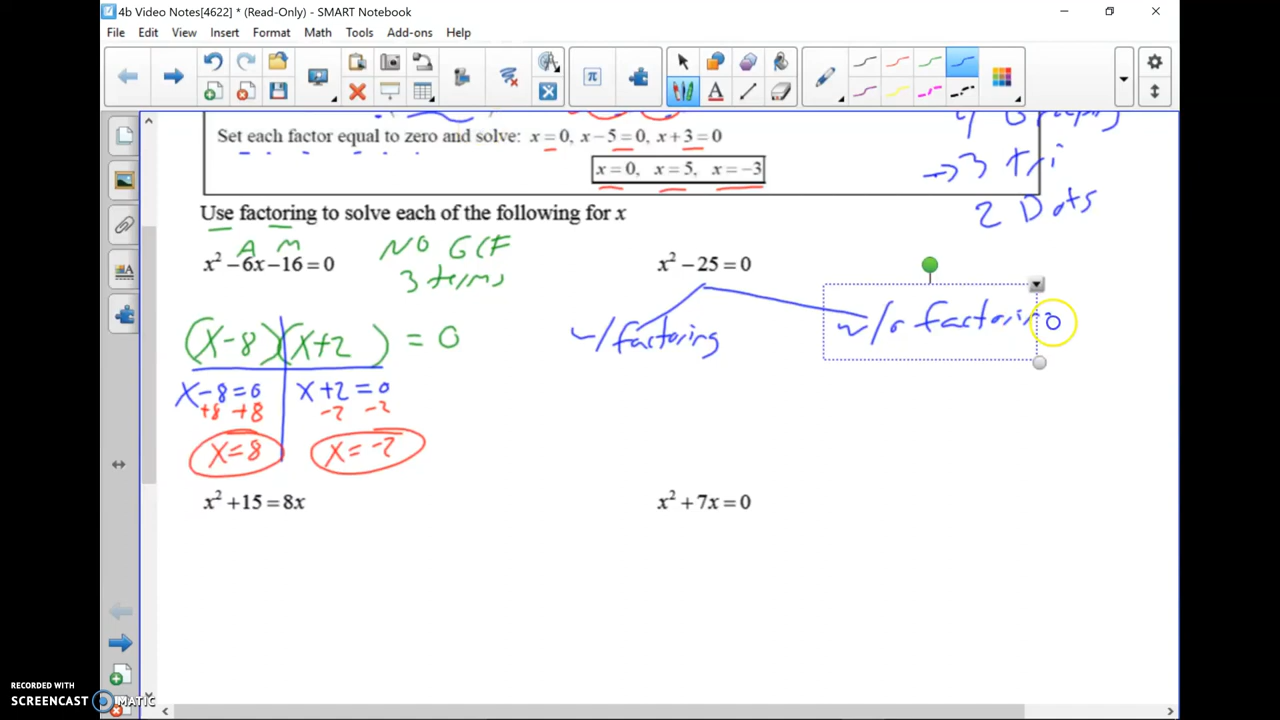 4b Video Notes[4622] * (Read-Only) - SMART Notebook
File Edit View Insert Format Math Tools Add-ons Help
Set each factor equal to zero and solve: x = 0, x − 5 = 0, x + 3 = 0
x = 0, x = 5, x = −3
→ 3 tri
2 Dots
Use factoring to solve each of the following for x
A M
x² − 6x − 16 = 0
NO GCF
3 terms
x² − 25 = 0
(x−8)(x+2) = 0
w/factoring
w/o factoring
x−8=0 x+2=0
+8 +8 −2 −2
x=8 x=−2
x² + 15 = 8x
x² + 7x = 0
RECORDED WITH
SCREENCAST MATIC